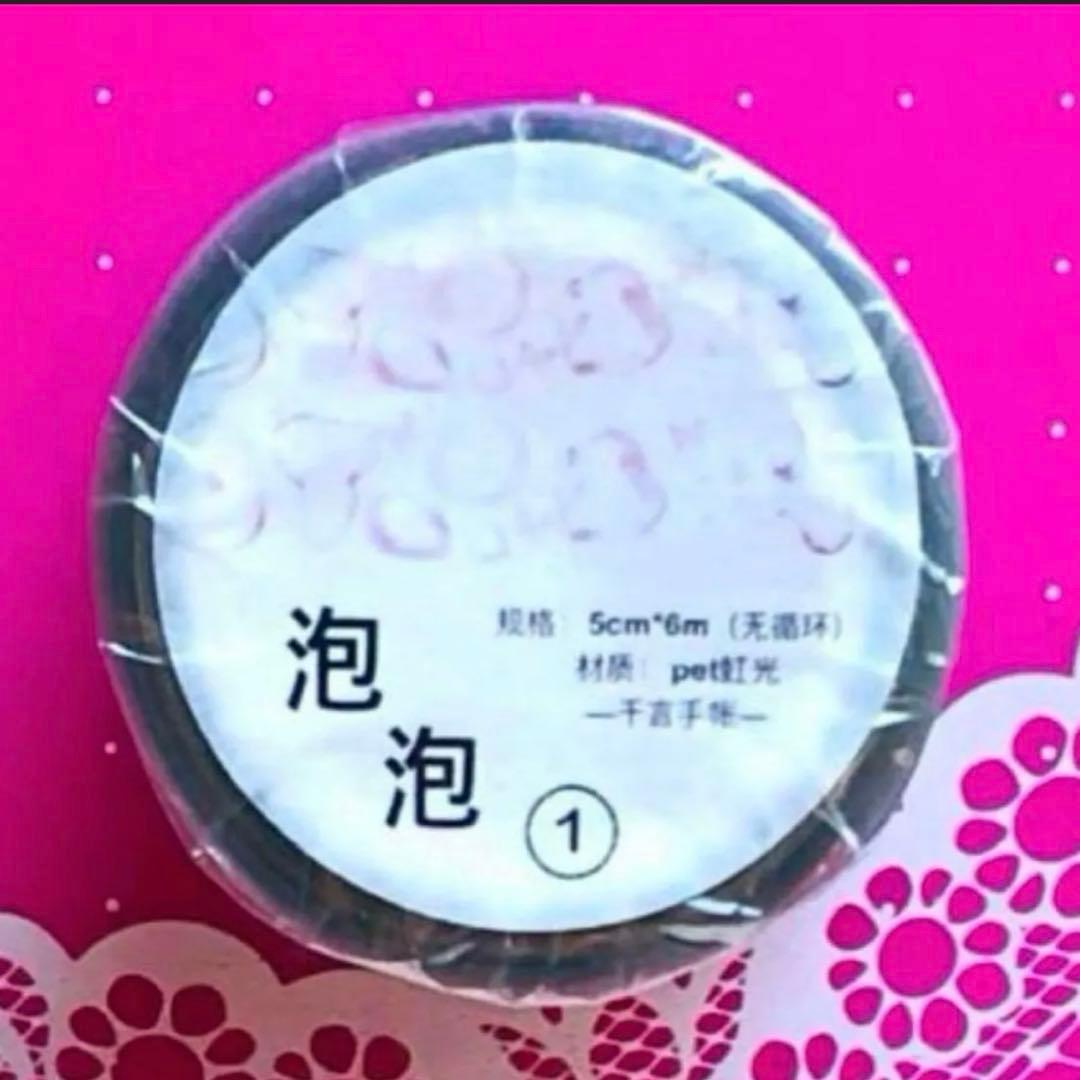 泡
泡
①
规格： 5cm*6m（无循环）
材质： pet虹光
—千言手帐—